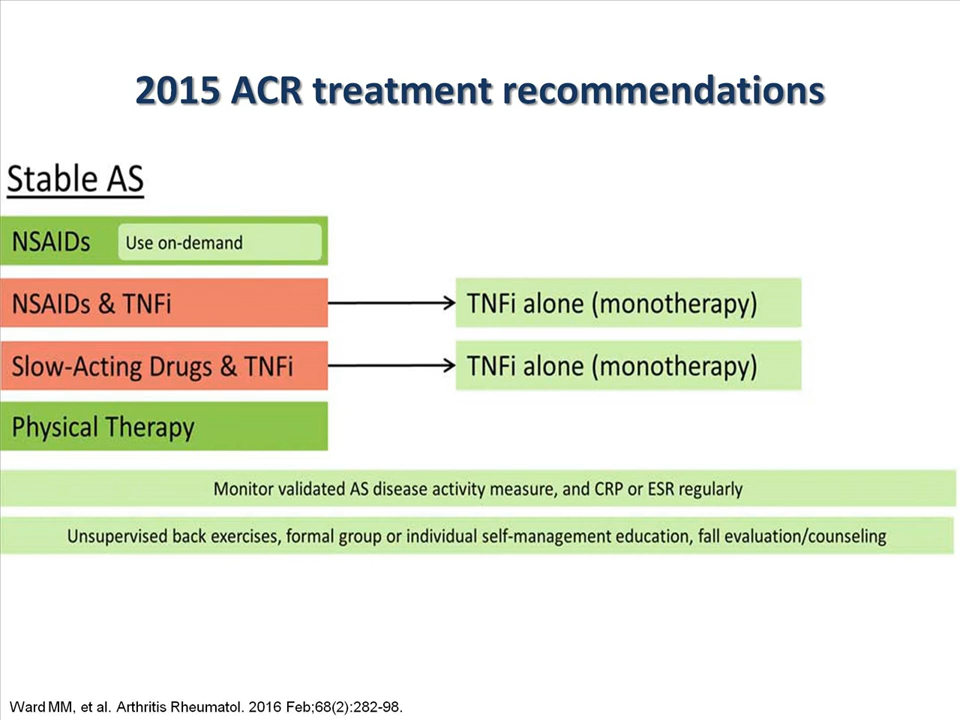 2015 ACR treatment recommendations
Stable AS
NSAIDs Use on-demand
NSAIDs & TNFi TNFi alone (monotherapy)
Slow-Acting Drugs & TNFi TNFi alone (monotherapy)
Physical Therapy
Monitor validated AS disease activity measure, and CRP or ESR regularly
Unsupervised back exercises, formal group or individual self-management education, fall evaluation/counseling
Ward MM, et al. Arthritis Rheumatol. 2016 Feb;68(2):282-98.